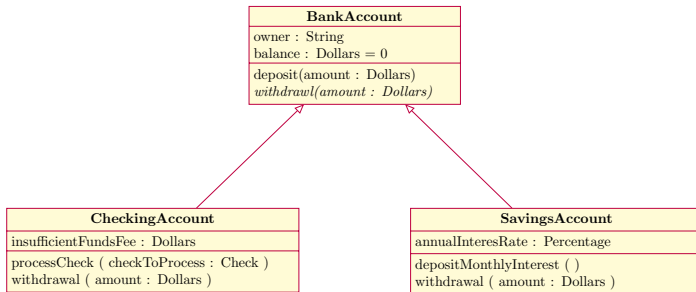 BankAccount
owner : String
balance : Dollars = 0
deposit(amount : Dollars)
withdrawl(amount : Dollars)
CheckingAccount
insufficientFundsFee : Dollars
processCheck ( checkToProcess : Check )
withdrawal ( amount : Dollars )
SavingsAccount
annualInteresRate : Percentage
depositMonthlyInterest ( )
withdrawal ( amount : Dollars )